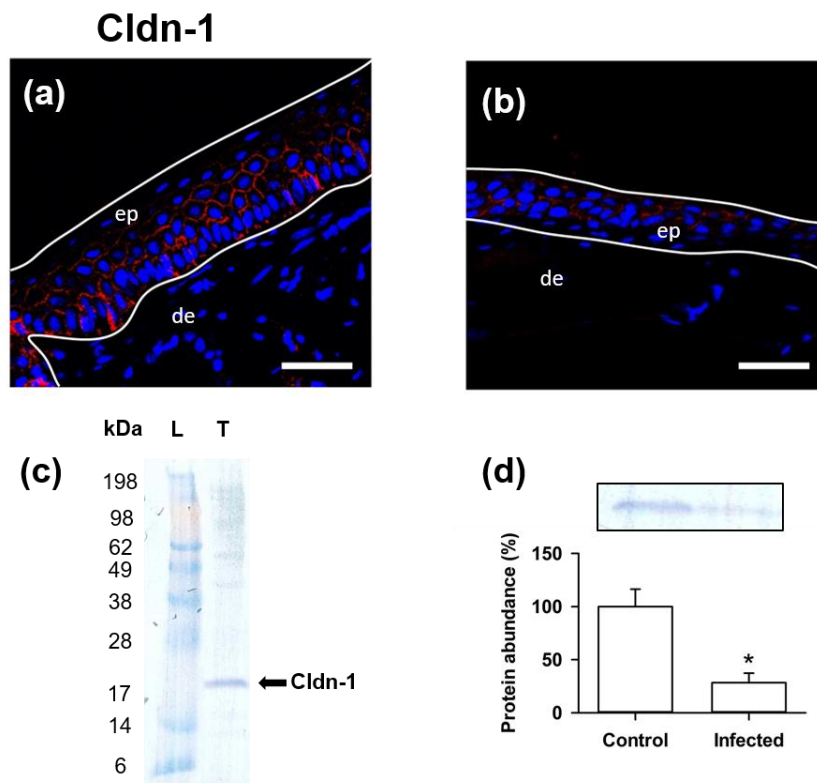 Cldn-1
(a)
ep
de
(b)
ep
de
(c)
kDa L T
198
98
62
49
38
28
17
14
6
Cldn-1
(d)
Protein abundance (%)
150
100
50
0
*
Control Infected